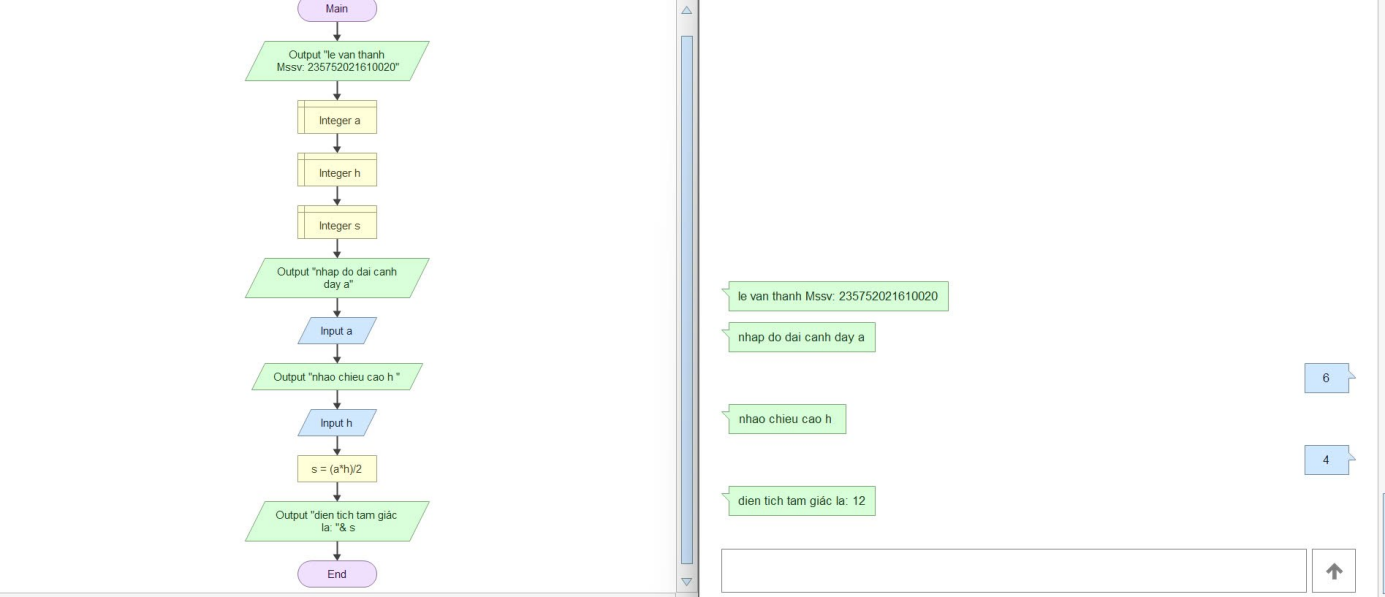 Main
Output "le van thanh
Mssv: 235752021610020"
Integer a
Integer h
Integer s
Output "nhap do dai canh
day a"
Input a
Output "nhao chieu cao h "
Input h
s = (a*h)/2
Output "dien tich tam giác
la: "& s
End
le van thanh Mssv: 235752021610020
nhap do dai canh day a
6
nhao chieu cao h
4
dien tich tam giác la: 12